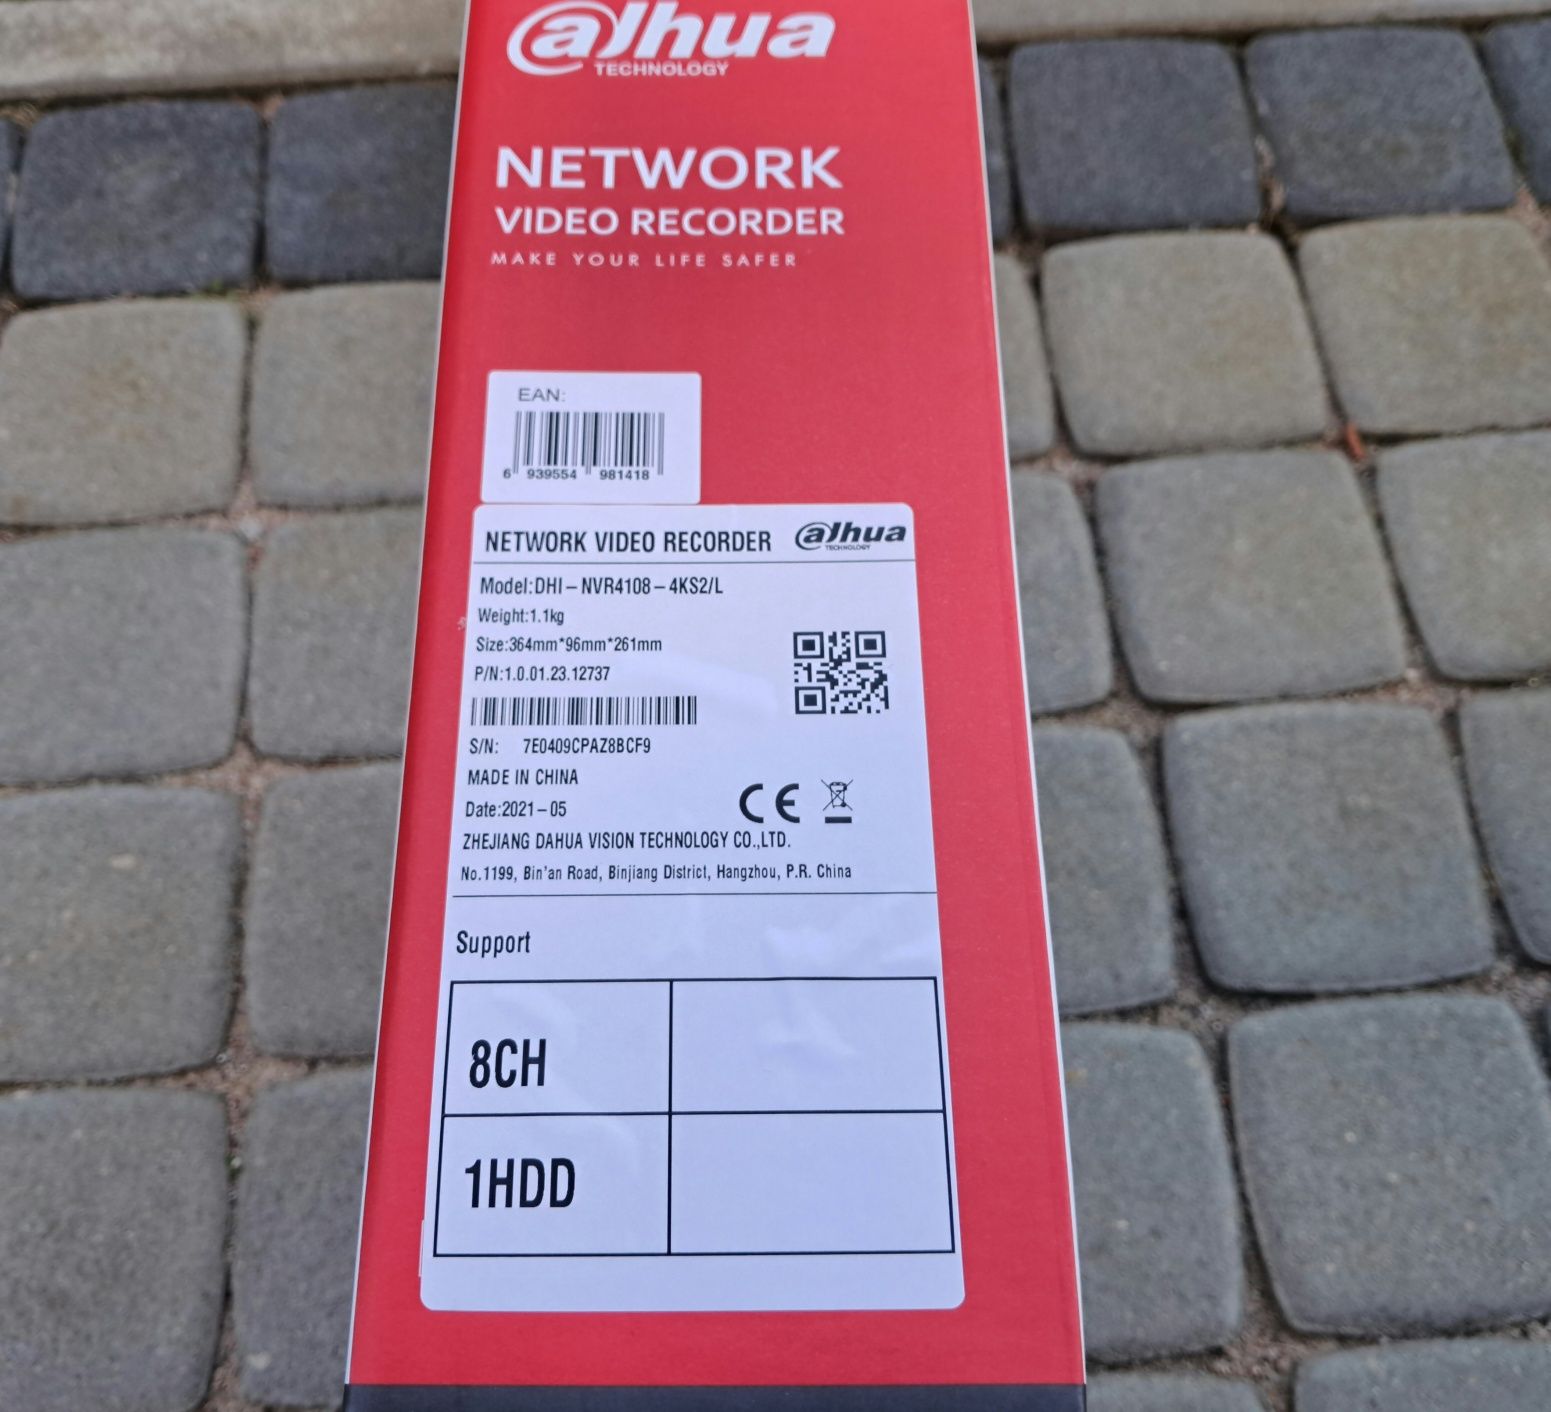 alhua
TECHNOLOGY
NETWORK
VIDEO RECORDER
MAKE YOUR LIFE SAFER
EAN:
6 939554 981418
NETWORK VIDEO RECORDER alhua
TECHNOLOGY
Model:DHI-NVR4108-4KS2/L
Weight:1.1kg
Size:364mm*96mm*261mm
P/N:1.0.01.23.12737
S/N: 7E0409CPAZ8BCF9
MADE IN CHINA
Date:2021-05
CE
ZHEJIANG DAHUA VISION TECHNOLOGY CO.,LTD.
No.1199, Bin'an Road, Binjiang District, Hangzhou, P.R. China
Support
8CH
1HDD